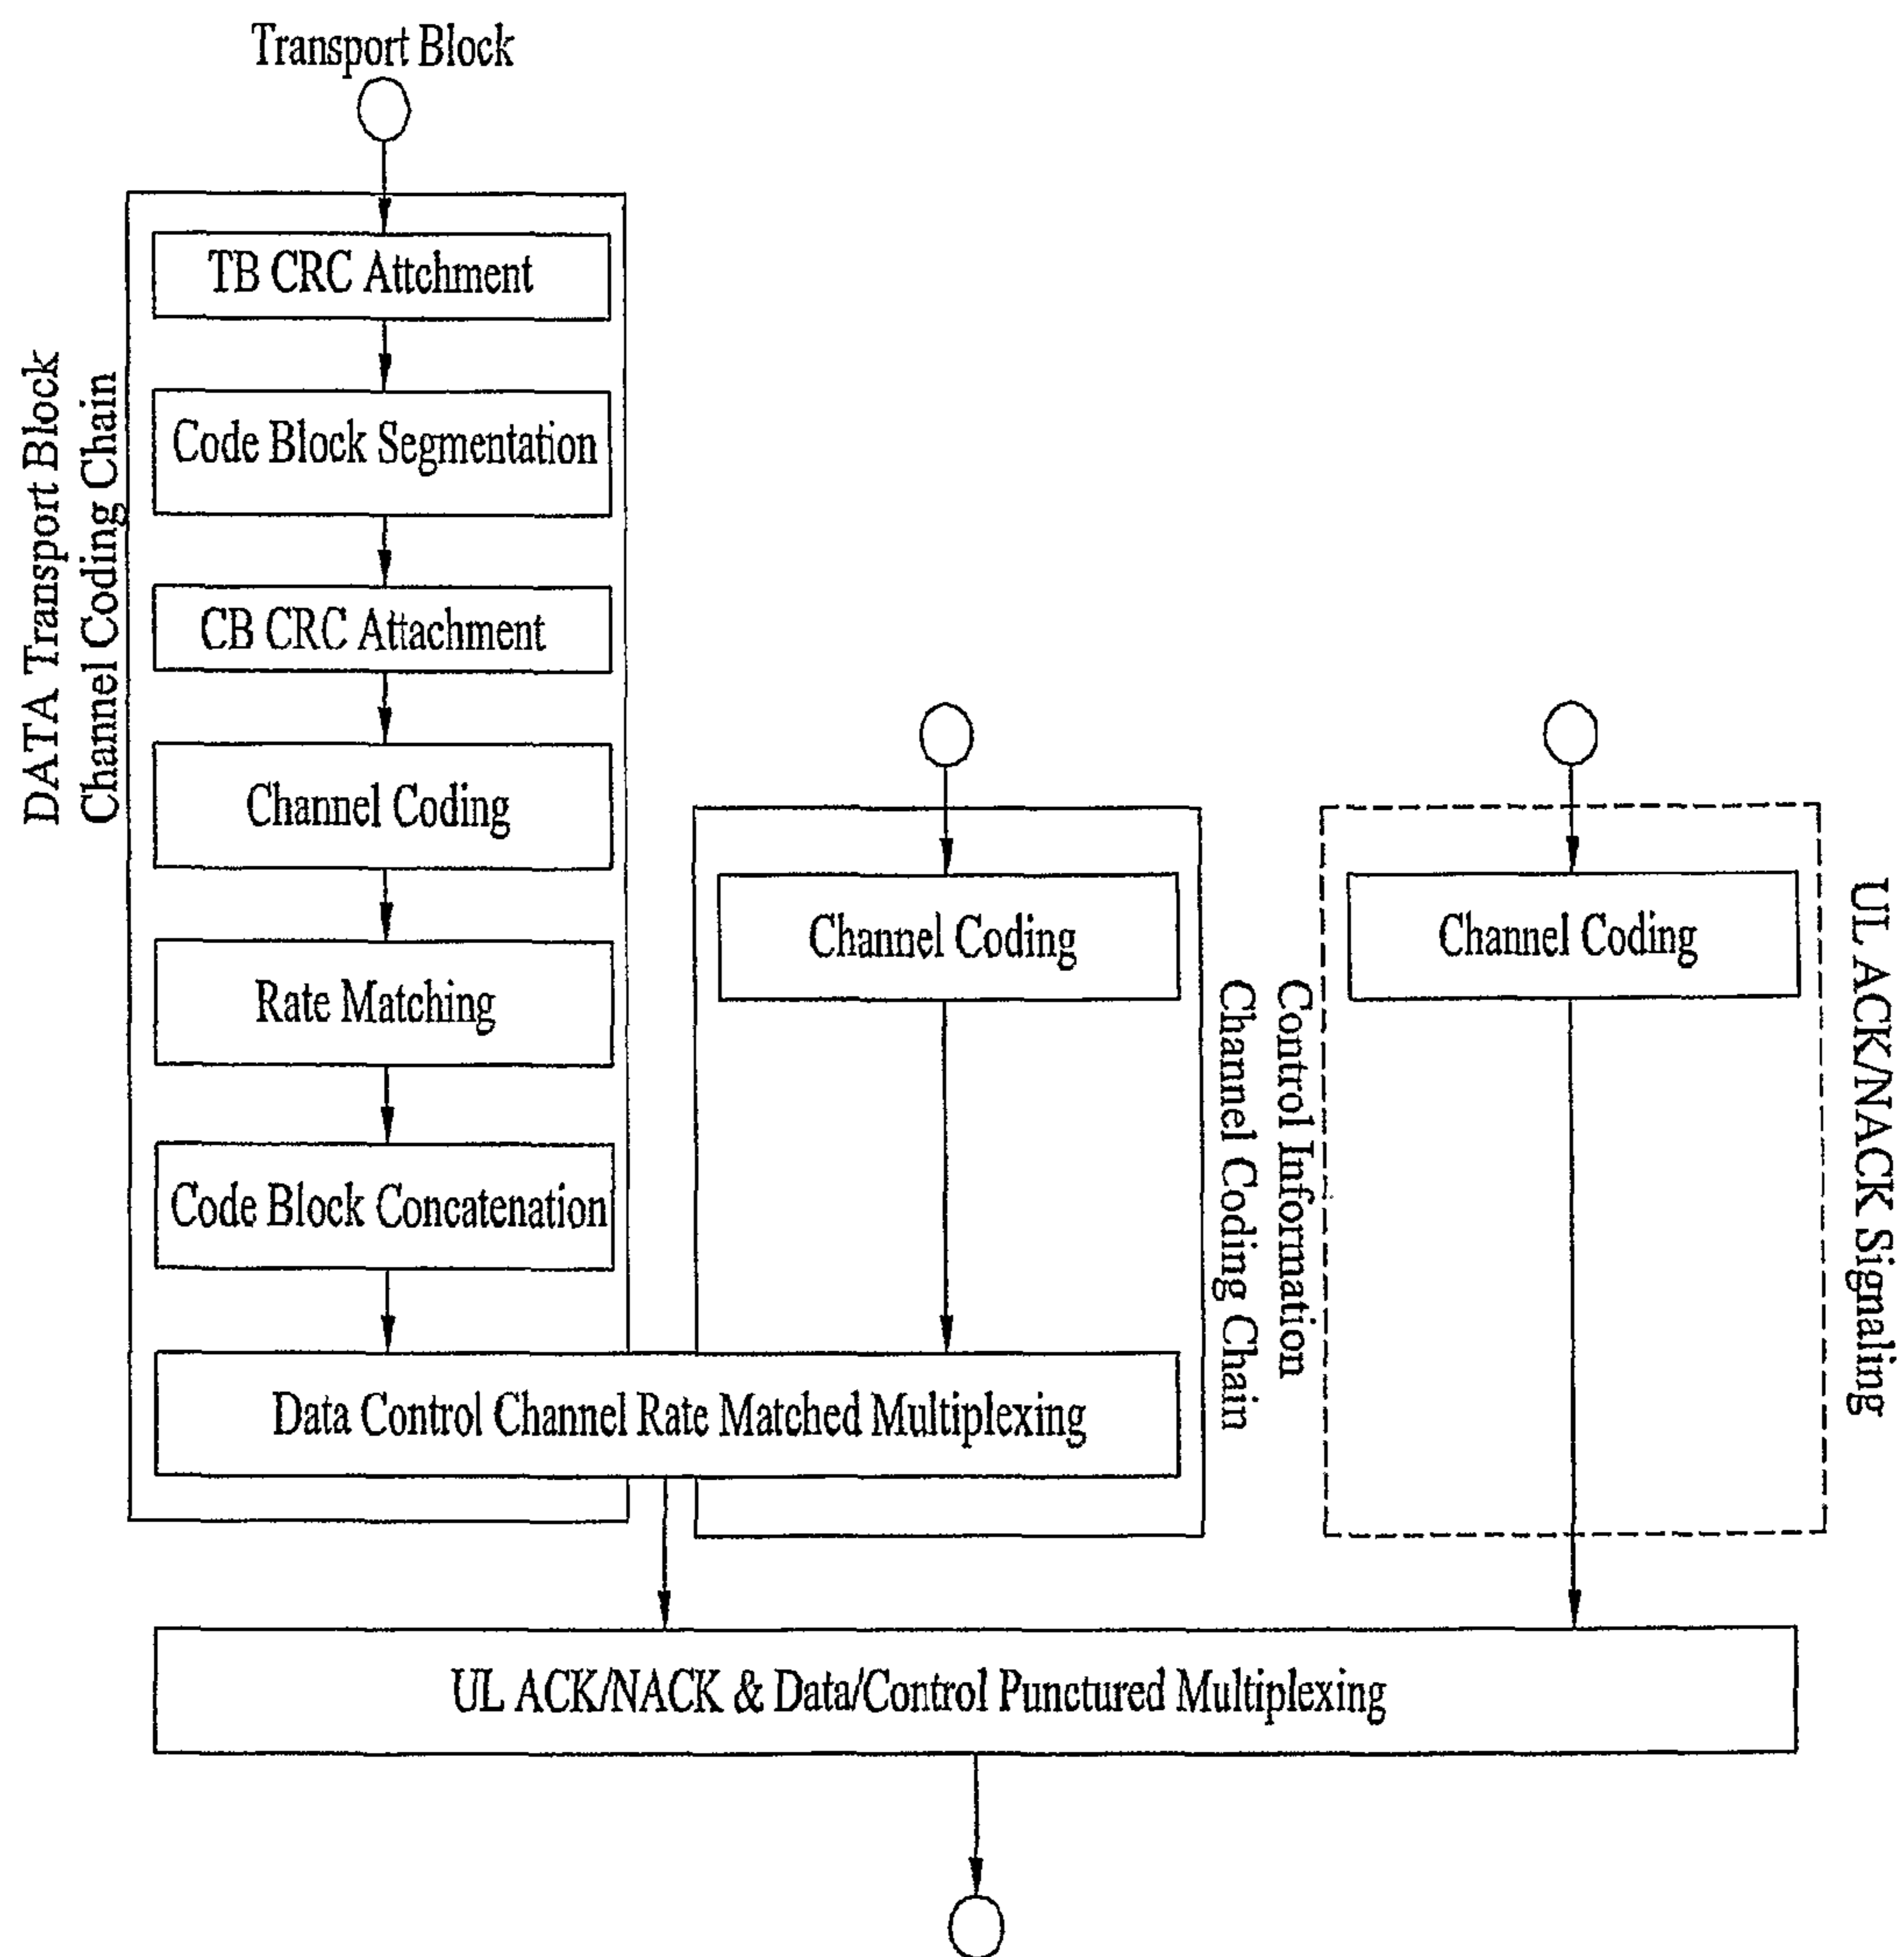 Transport Block
DATA Transport Block
Channel Coding Chain
TB CRC Attchment
Code Block Segmentation
CB CRC Attachment
Channel Coding
Rate Matching
Code Block Concatenation
Channel Coding
Control Information
Channel Coding Chain
Channel Coding
UL ACK/NACK Signaling
Data Control Channel Rate Matched Multiplexing
UL ACK/NACK & Data/Control Punctured Multiplexing